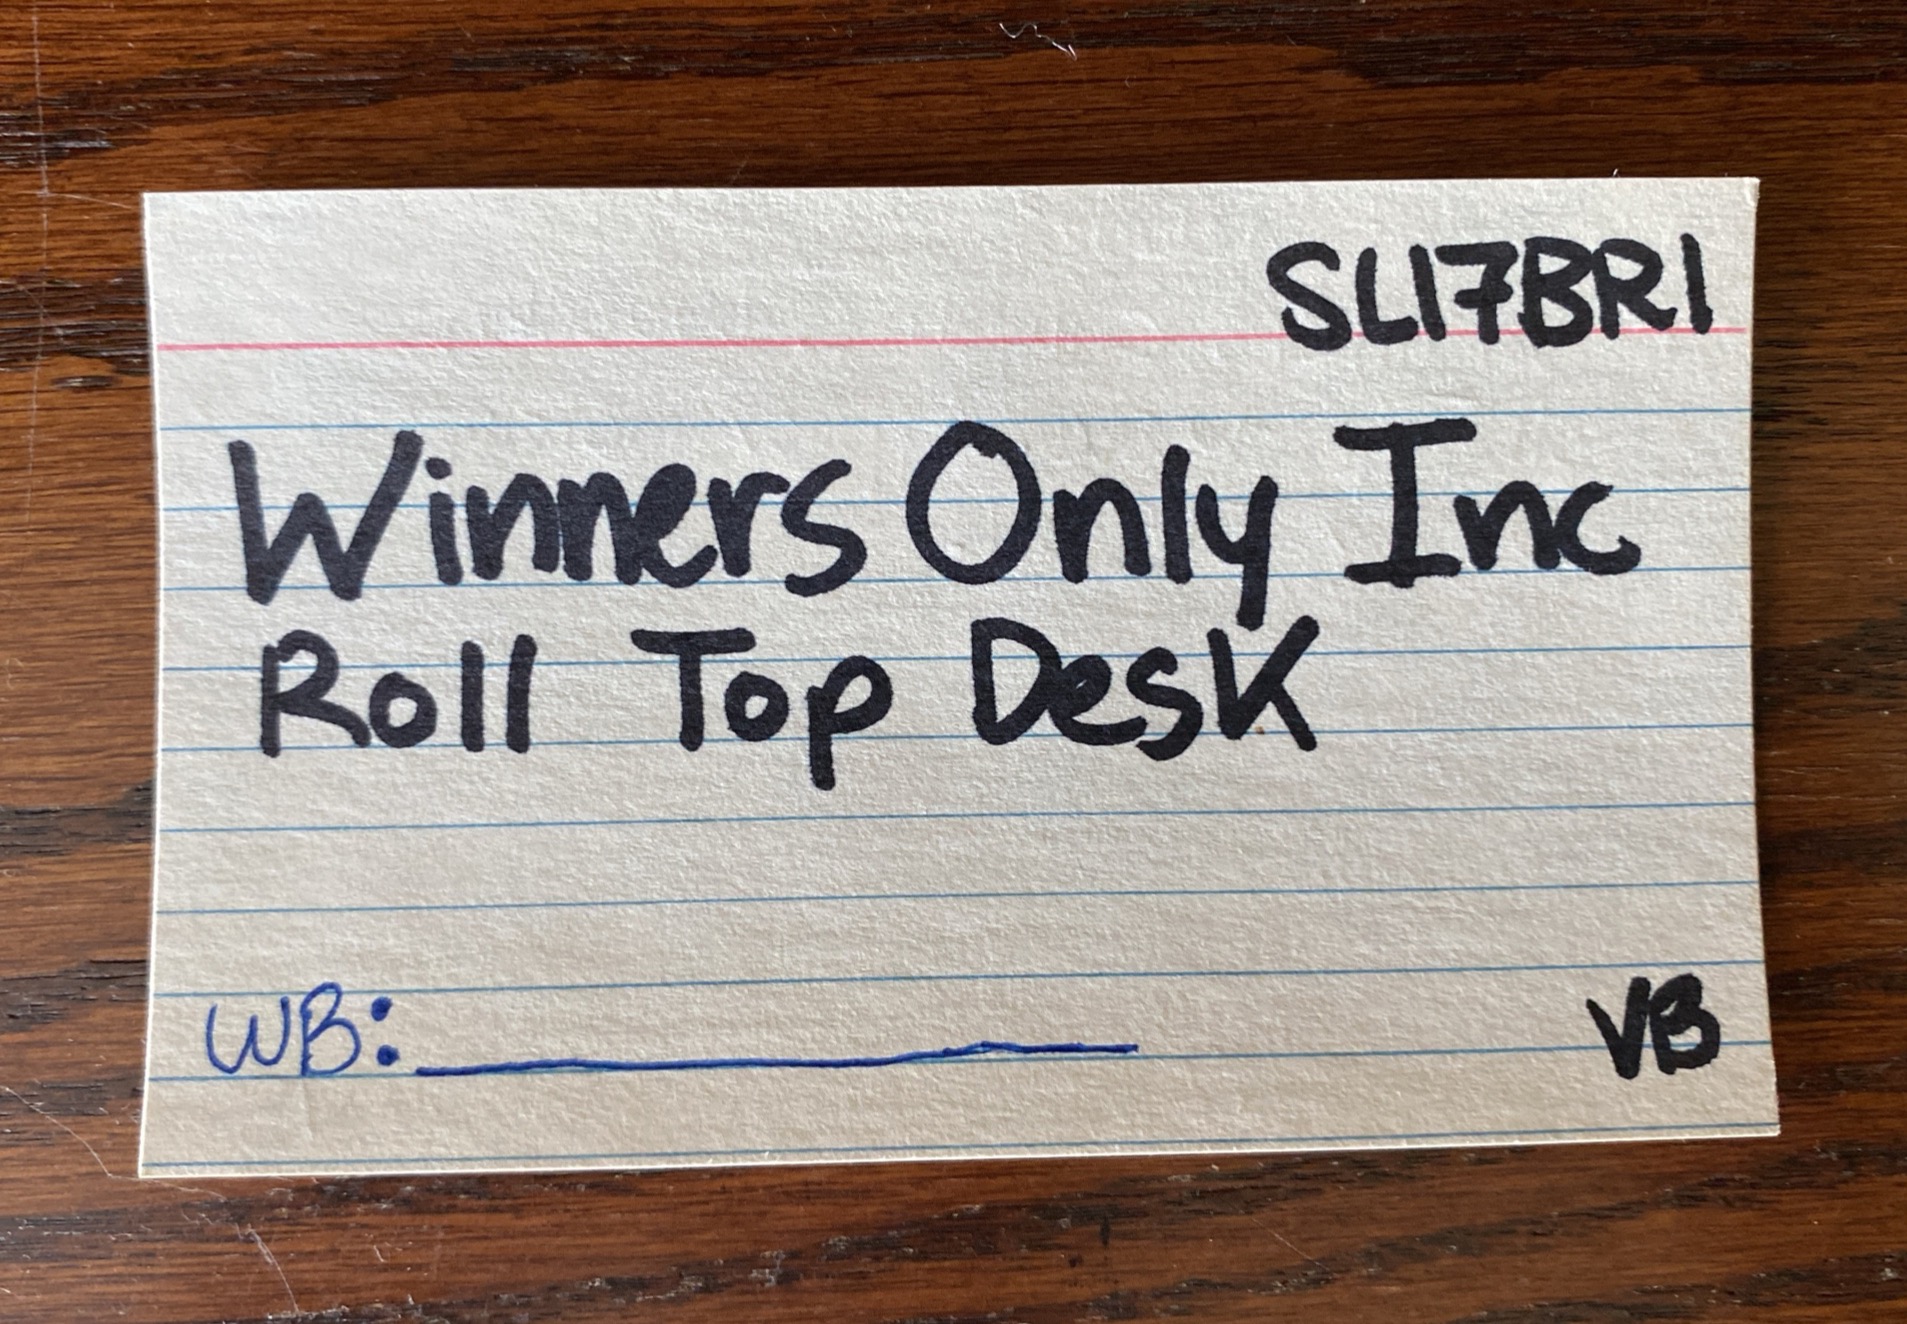 SL17BR1
Winners Only Inc
Roll Top Desk
WB:
VB